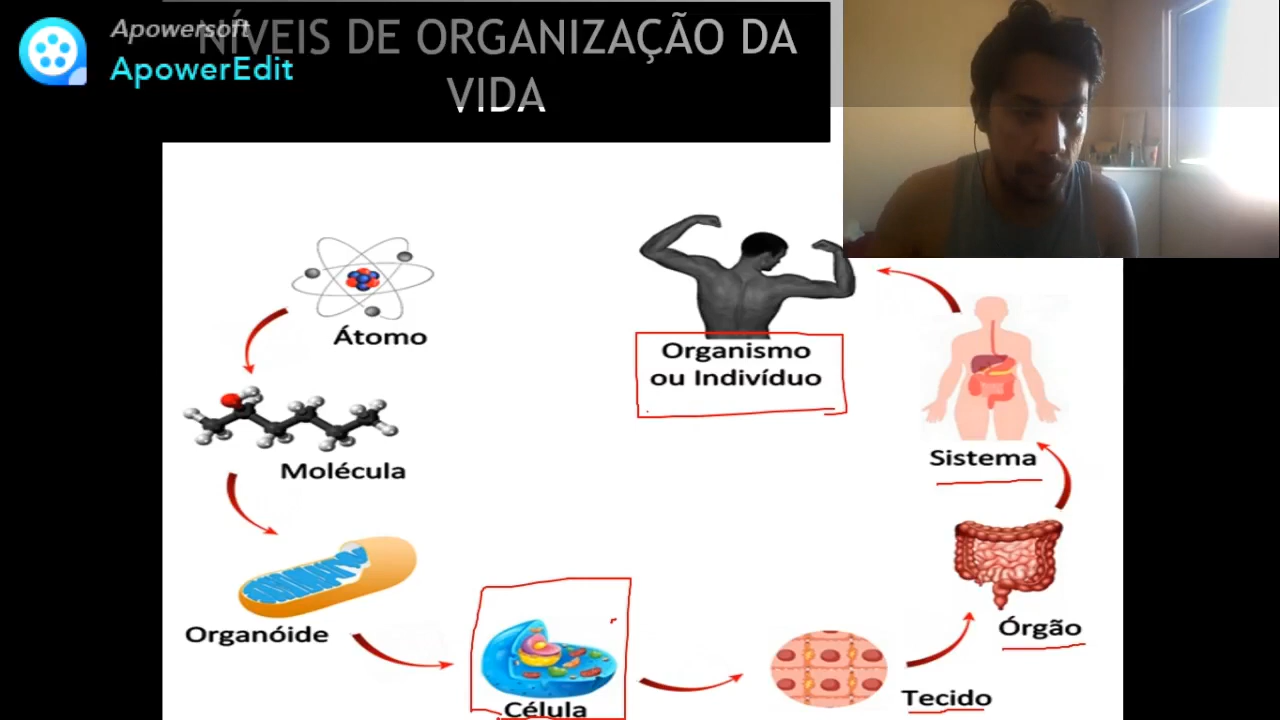 Apowersoft
ApowerEdit
NÍVEIS DE ORGANIZAÇÃO DA
VIDA
Átomo
Organismo
ou Indivíduo
Molécula
Sistema
Organóide
Órgão
Célula
Tecido